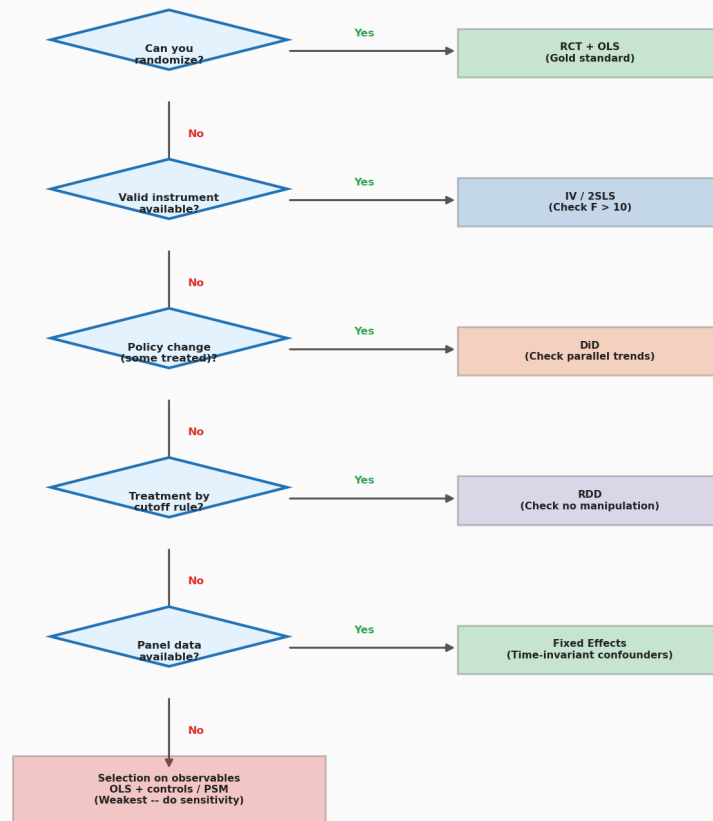 Can you
randomize?
Yes
RCT + OLS
(Gold standard)
No
Valid instrument
available?
Yes
IV / 2SLS
(Check F > 10)
No
Policy change
(some treated)?
Yes
DiD
(Check parallel trends)
No
Treatment by
cutoff rule?
Yes
RDD
(Check no manipulation)
No
Panel data
available?
Yes
Fixed Effects
(Time-invariant confounders)
No
Selection on observables
OLS + controls / PSM
(Weakest -- do sensitivity)